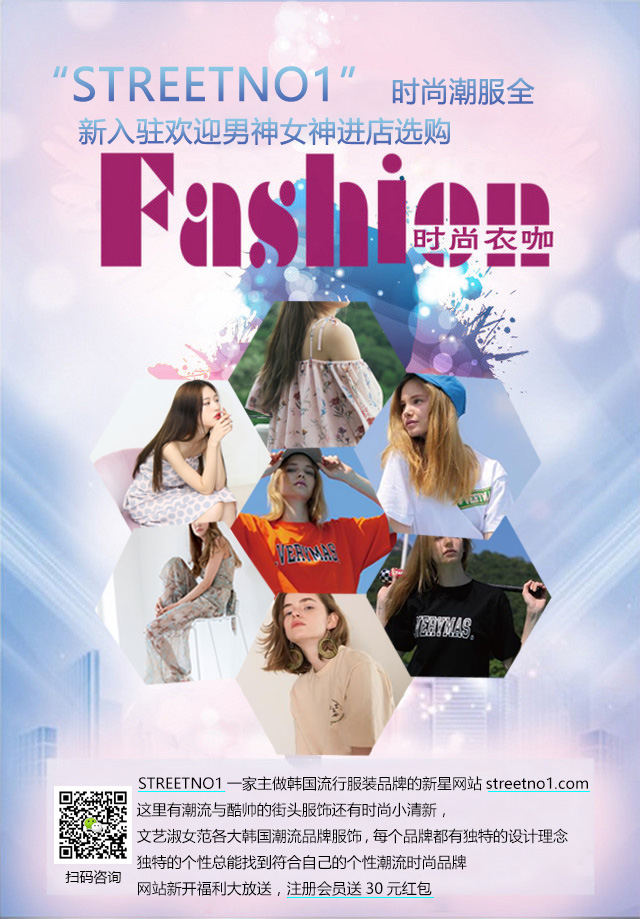 “STREETNO1” 时尚潮服全
新入驻欢迎男神女神进店选购
Fashion
时尚衣咖
EVERYMAS
VERYMAS.
STREETNO1 一家主做韩国流行服装品牌的新星网站 streetno1.com
这里有潮流与酷帅的街头服饰还有时尚小清新，
文艺淑女范各大韩国潮流品牌服饰，每个品牌都有独特的设计理念
独特的个性总能找到符合自己的个性潮流时尚品牌
网站新开福利大放送，注册会员送 30 元红包
扫码咨询